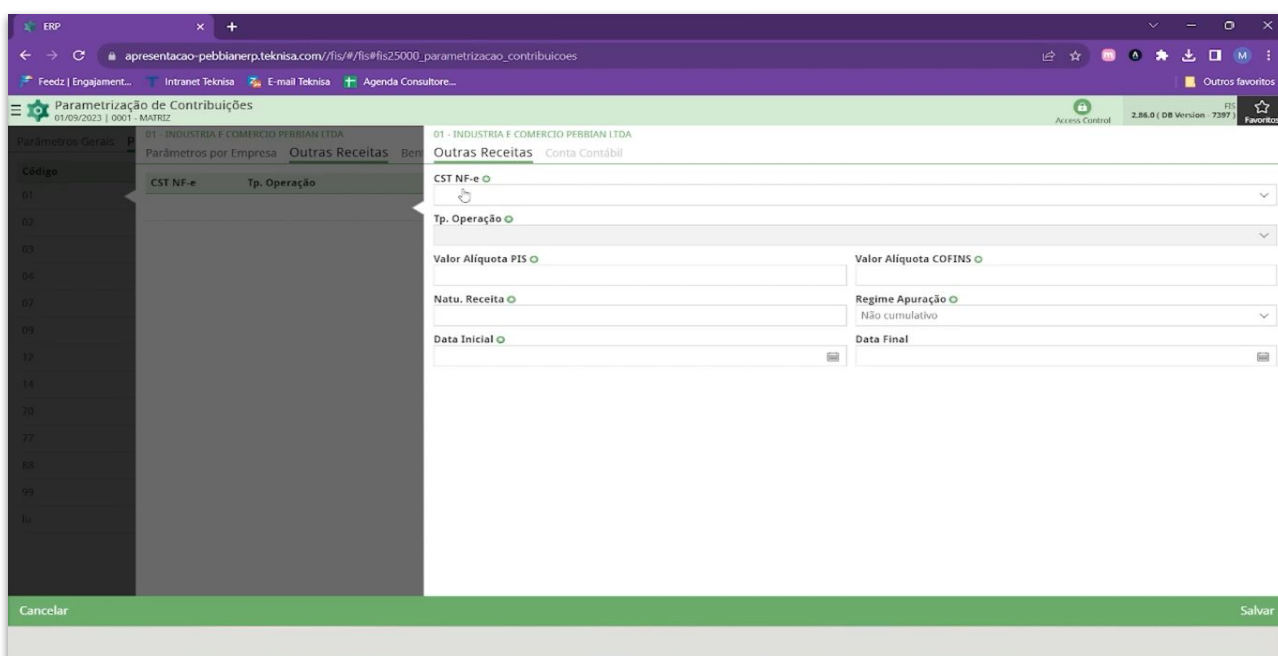 ERP
apresentacao-pebbianerp.teknisa.com//fis/#/fis#fis25000_parametrizacao_contribuicoes
M
Feedz | Engajament... Intranet Teknisa E-mail Teknisa Agenda Consultore... Outros favoritos
Parametrização de Contribuições
01/09/2023 | 0001 - MATRIZ
Access Control
FIS
2.86.0 ( DB Version - 7397 )
Favoritos
Parâmetros Gerais P
Código
01
02
03
04
07
09
12
14
20
27
88
99
lu
01 - INDUSTRIA E COMERCIO PEBBIAN LTDA
Parâmetros por Empresa Outras Receitas Ben
CST NF-e Tp. Operação
01 - INDUSTRIA E COMERCIO PEBBIAN LTDA
Outras Receitas Conta Contábil
CST NF-e
Tp. Operação
Valor Alíquota PIS Valor Alíquota COFINS
Natu. Receita Regime Apuração
Não cumulativo
Data Inicial Data Final
Cancelar Salvar